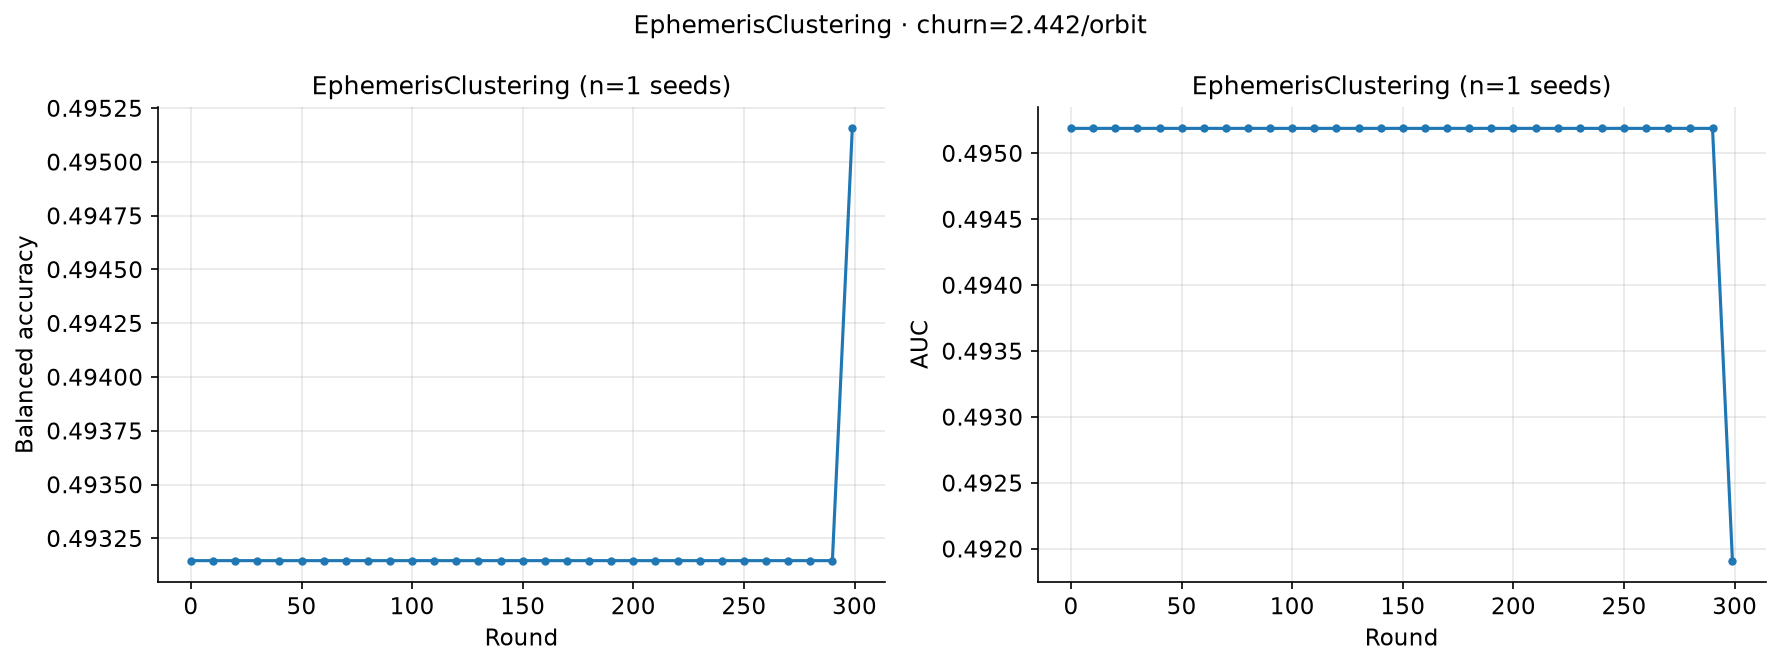 EphemerisClustering · churn=2.442/orbit
EphemerisClustering (n=1 seeds)
Balanced accuracy
0.49525
0.49500
0.49475
0.49450
0.49425
0.49400
0.49375
0.49350
0.49325
0 50 100 150 200 250 300
Round
EphemerisClustering (n=1 seeds)
AUC
0.4950
0.4945
0.4940
0.4935
0.4930
0.4925
0.4920
0 50 100 150 200 250 300
Round